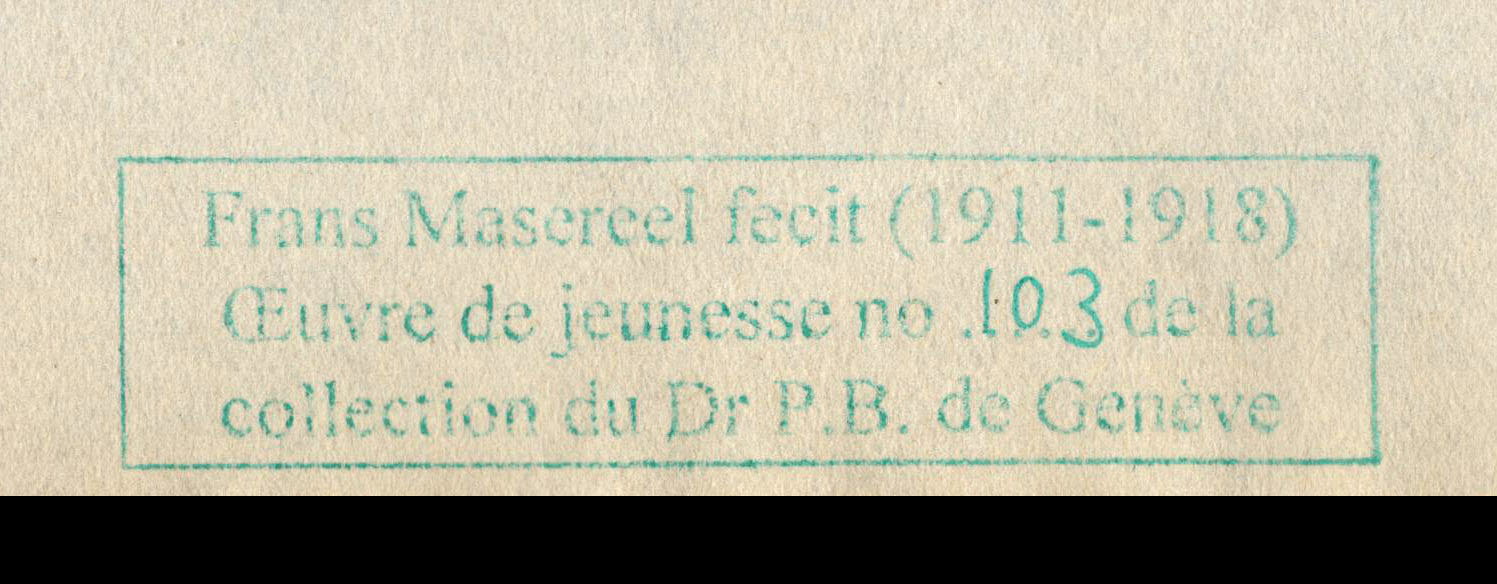 Frans Masereel fecit (1911-1918)
Œuvre de jeunesse no .103 de la
collection du Dr P.B. de Genève